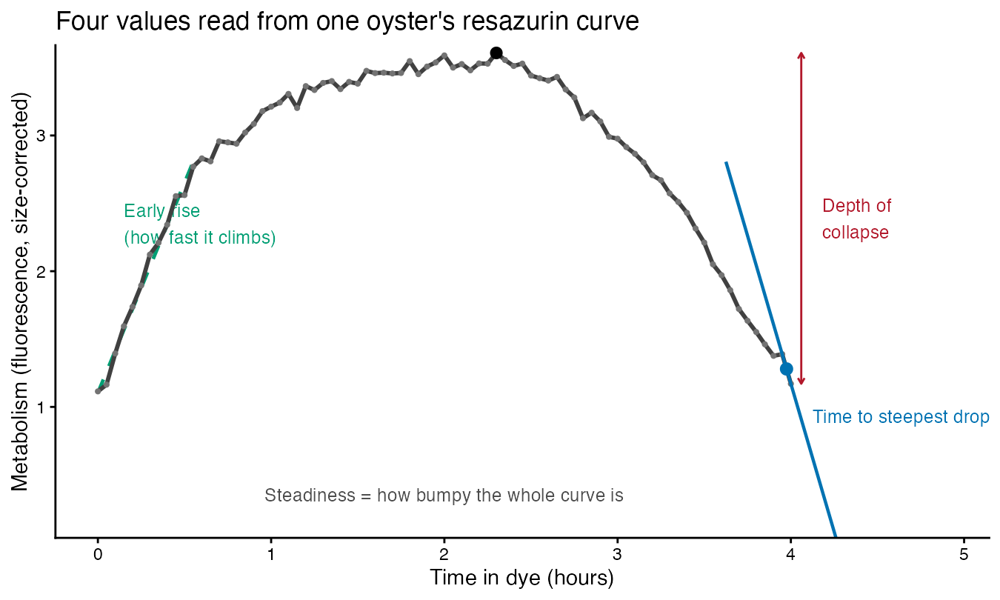 Four values read from one oyster's resazurin curve
Metabolism (fluorescence, size-corrected)
3
2
1
Early rise
(how fast it climbs)
Depth of
collapse
Time to steepest drop
Steadiness = how bumpy the whole curve is
0 1 2 3 4 5
Time in dye (hours)